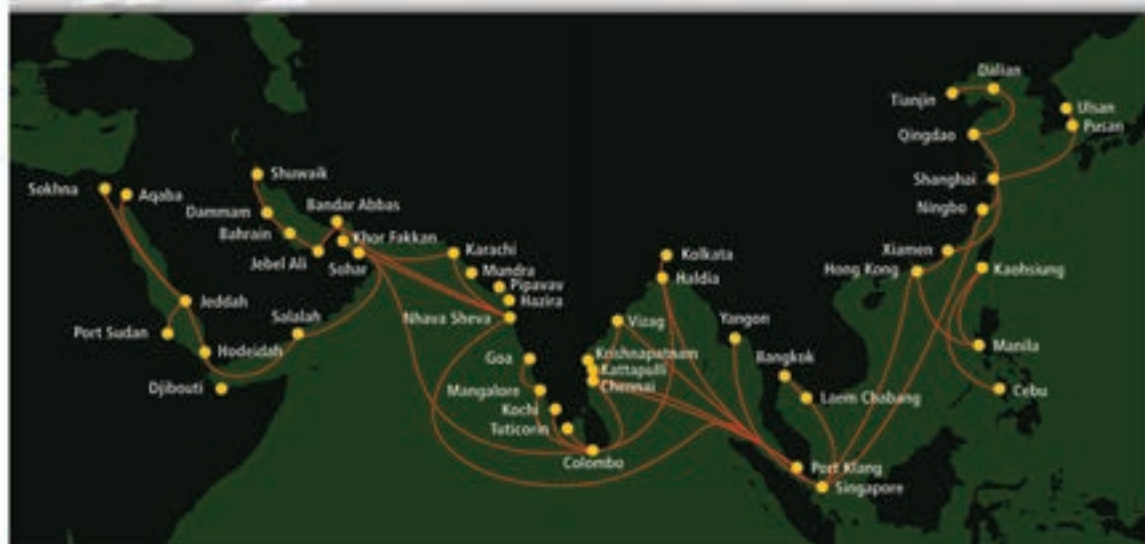 Dalian
Tianjin
Ulsan
Pusan
Qingdao
Shanghai
Ningbo
Sokhna
Aqaba
Shuwaik
Dammam
Bandar Abbas
Bahrain
Khor Fakkan
Jebel Ali
Sohar
Karachi
Mundra
Pipavav
Hazira
Nhava Sheva
Kolkata
Haldia
Xiamen
Hong Kong
Kaohsiung
Jeddah
Port Sudan
Salalah
Hodeidah
Djibouti
Goa
Mangalore
Kochi
Tuticorin
Colombo
Vizag
Krishnapatnam
Kattapulli
Chennai
Yangon
Bangkok
Laem Chabang
Manila
Cebu
Port Klang
Singapore